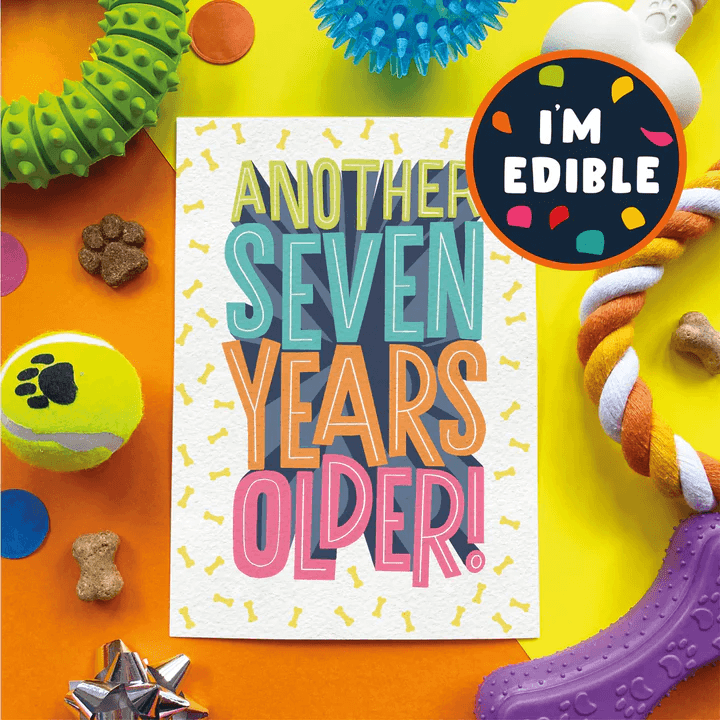 ANOTHER
SEVEN
YEARS
OLDER!
I'M
EDIBLE